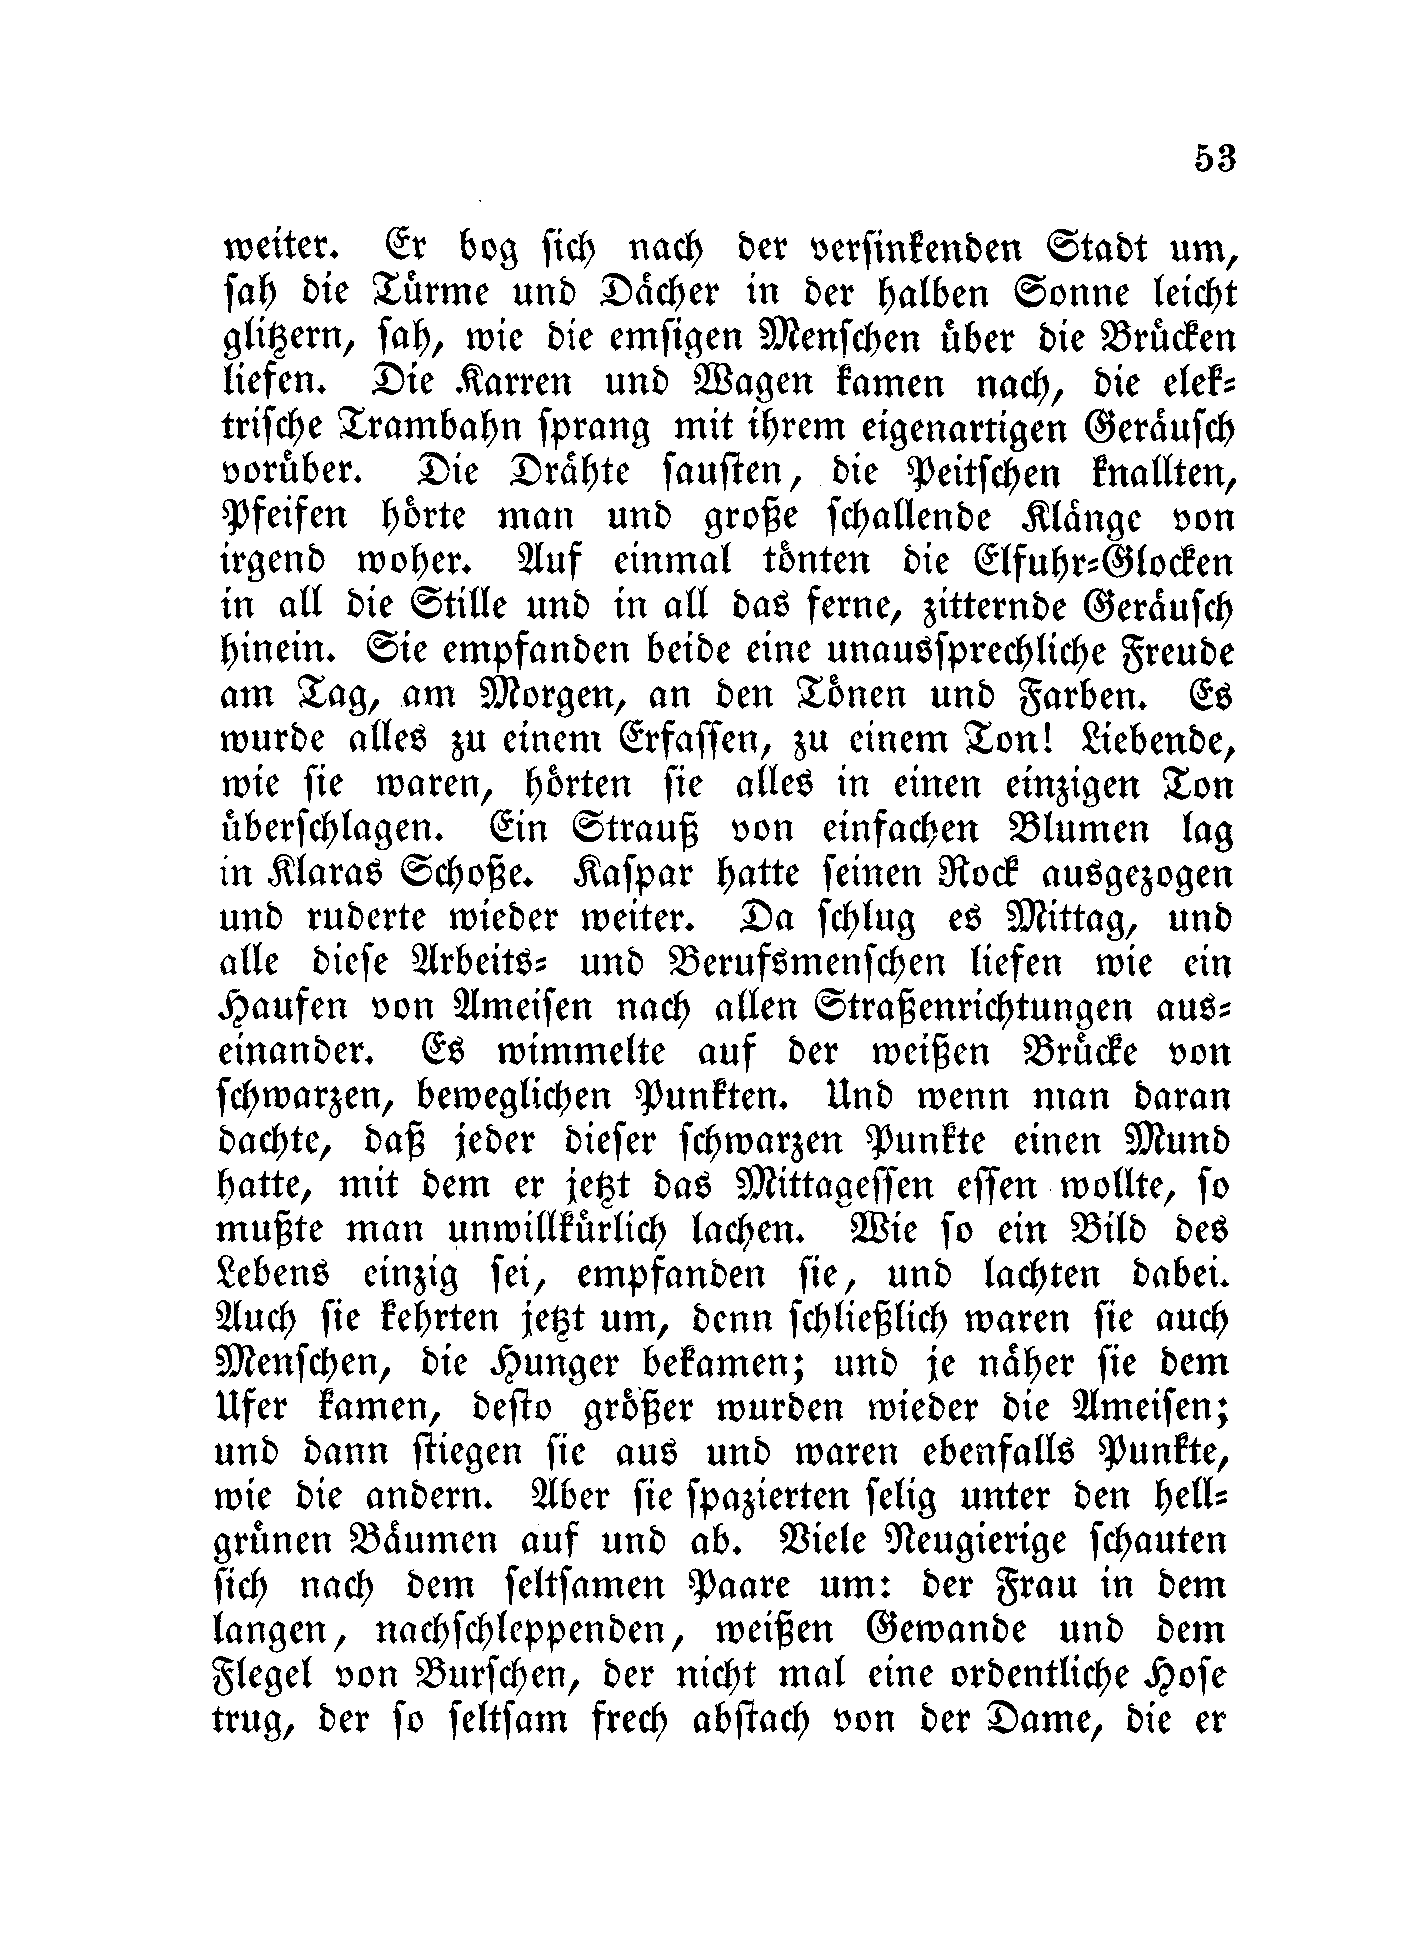 53
weiter. Er bog sich nach der versinkenden Stadt um,
sah die Türme und Dächer in der halben Sonne leicht
glitzern, sah, wie die emsigen Menschen über die Brücken
liefen. Die Karren und Wagen kamen nach, die elek-
trische Trambahn sprang mit ihrem eigenartigen Geräusch
vorüber. Die Drähte sausten, die Peitschen knallten,
Pfeifen hörte man und große schallende Klänge von
irgend woher. Auf einmal tönten die Elfuhr-Glocken
in all die Stille und in all das ferne, zitternde Geräusch
hinein. Sie empfanden beide eine unaussprechliche Freude
am Tag, am Morgen, an den Tönen und Farben. Es
wurde alles zu einem Erfassen, zu einem Ton! Liebende,
wie sie waren, hörten sie alles in einen einzigen Ton
überschlagen. Ein Strauß von einfachen Blumen lag
in Klaras Schoße. Kaspar hatte seinen Rock ausgezogen
und ruderte wieder weiter. Da schlug es Mittag, und
alle diese Arbeits- und Berufsmenschen liefen wie ein
Haufen von Ameisen nach allen Straßenrichtungen aus-
einander. Es wimmelte auf der weißen Brücke von
schwarzen, beweglichen Punkten. Und wenn man daran
dachte, daß jeder dieser schwarzen Punkte einen Mund
hatte, mit dem er jetzt das Mittagessen essen wollte, so
mußte man unwillkürlich lachen. Wie so ein Bild des
Lebens einzig sei, empfanden sie, und lachten dabei.
Auch sie kehrten jetzt um, denn schließlich waren sie auch
Menschen, die Hunger bekamen; und je näher sie dem
Ufer kamen, desto größer wurden wieder die Ameisen;
und dann stiegen sie aus und waren ebenfalls Punkte,
wie die andern. Aber sie spazierten selig unter den hell-
grünen Bäumen auf und ab. Viele Neugierige schauten
sich nach dem seltsamen Paare um: der Frau in dem
langen, nachschleppenden, weißen Gewande und dem
Flegel von Burschen, der nicht mal eine ordentliche Hose
trug, der so seltsam frech abstach von der Dame, die er